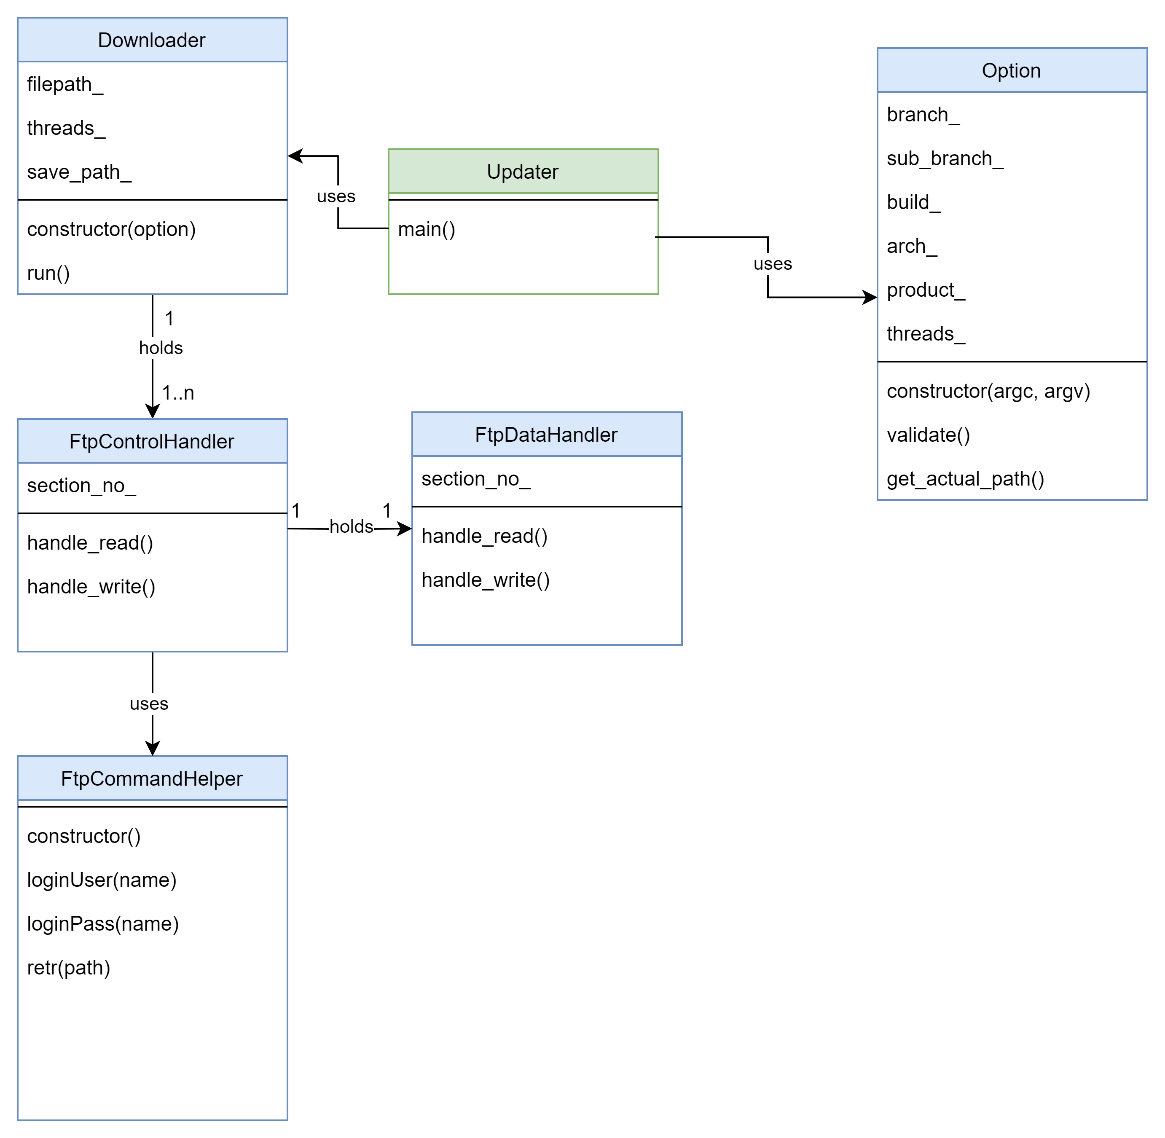 Downloader
filepath_
threads_
save_path_
constructor(option)
run()
uses
Updater
main()
uses
Option
branch_
sub_branch_
build_
arch_
product_
threads_
constructor(argc, argv)
validate()
get_actual_path()
1
holds
1..n
FtpControlHandler
section_no_
handle_read()
handle_write()
1
holds
1
FtpDataHandler
section_no_
handle_read()
handle_write()
uses
FtpCommandHelper
constructor()
loginUser(name)
loginPass(name)
retr(path)